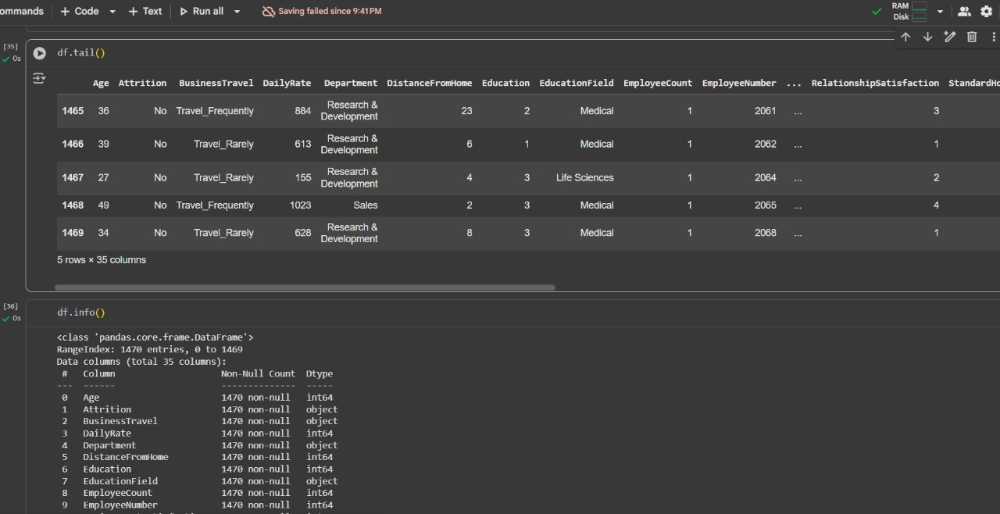 ommands + Code + Text Run all Saving failed since 9:41 PM RAM
Disk
[35] df.tail()
0s
Age Attrition BusinessTravel DailyRate Department DistanceFromHome Education EducationField EmployeeCount EmployeeNumber ... RelationshipSatisfaction StandardHo
1465 36 No Travel_Frequently 884 Research & Development 23 2 Medical 1 2061 ... 3
1466 39 No Travel_Rarely 613 Research & Development 6 1 Medical 1 2062 ... 1
1467 27 No Travel_Rarely 155 Research & Development 4 3 Life Sciences 1 2064 ... 2
1468 49 No Travel_Frequently 1023 Sales 2 3 Medical 1 2065 ... 4
1469 34 No Travel_Rarely 628 Research & Development 8 3 Medical 1 2068 ... 1
5 rows × 35 columns
[36] df.info()
0s
<class 'pandas.core.frame.DataFrame'>
RangeIndex: 1470 entries, 0 to 1469
Data columns (total 35 columns):
# Column Non-Null Count Dtype
--- ------ -------------- -----
0 Age 1470 non-null int64
1 Attrition 1470 non-null object
2 BusinessTravel 1470 non-null object
3 DailyRate 1470 non-null int64
4 Department 1470 non-null object
5 DistanceFromHome 1470 non-null int64
6 Education 1470 non-null int64
7 EducationField 1470 non-null object
8 EmployeeCount 1470 non-null int64
9 EmployeeNumber 1470 non-null int64